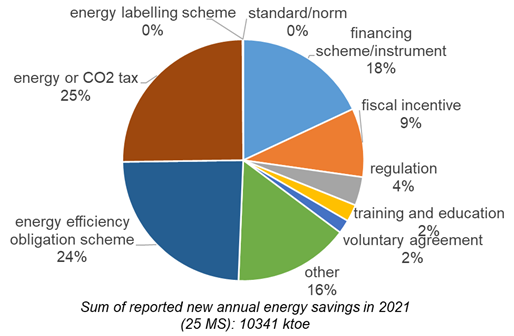 energy labelling scheme
0%
standard/norm
0%
financing
scheme/instrument
18%
fiscal incentive
9%
regulation
4%
training and education
2%
voluntary agreement
2%
other
16%
energy efficiency
obligation scheme
24%
energy or CO2 tax
25%
Sum of reported new annual energy savings in 2021
(25 MS): 10341 ktoe